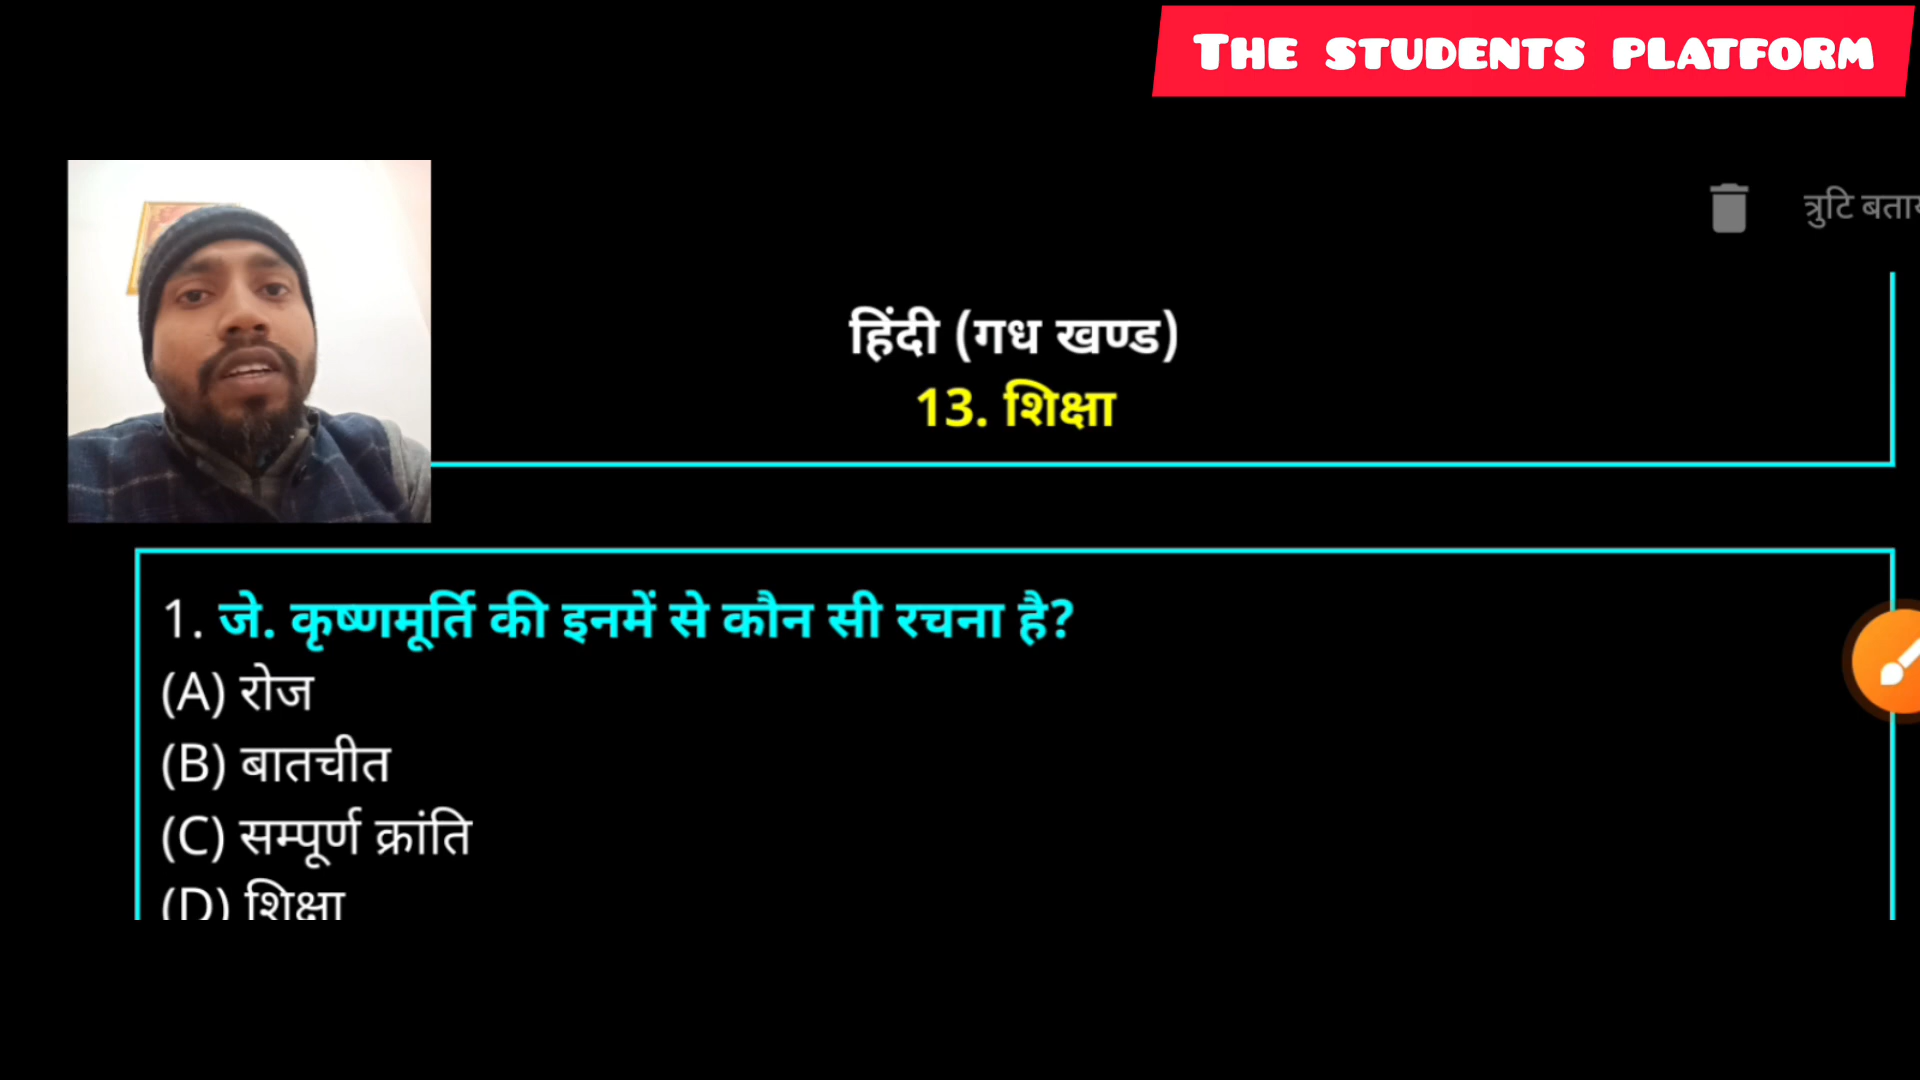 THE STUDENTS PLATFORM
त्रुटि
हिंदी (गध खण्ड)
13. शिक्षा
1. जे. कृष्णमूर्ति की इनमें से कौन सी रचना है?
(A) रोज
(B) बातचीत
(C) सम्पूर्ण क्रांति
(D) शिक्षा